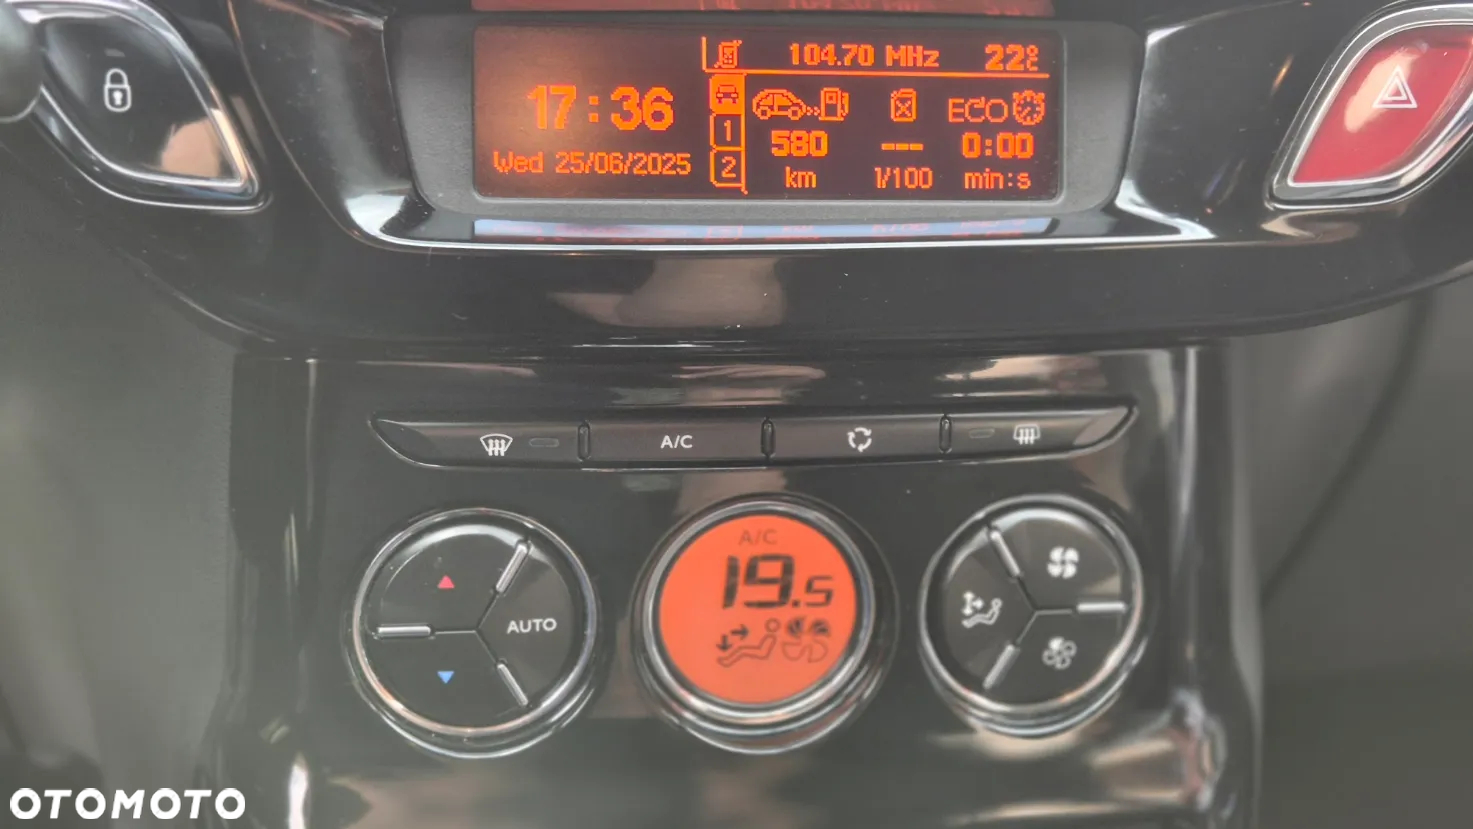 104.70 MHz 22°C
17:36
Wed 25/06/2025
1
2
ECO
580 --- 0:00
km l/100 min:s
A/C
AUTO
A/C
19.5
OTOMOTO